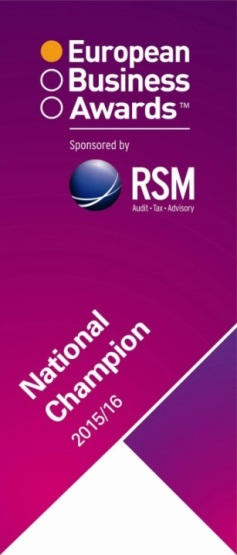 European
Business
Awards™
Sponsored by
RSM
Audit • Tax • Advisory
National
Champion
2015/16